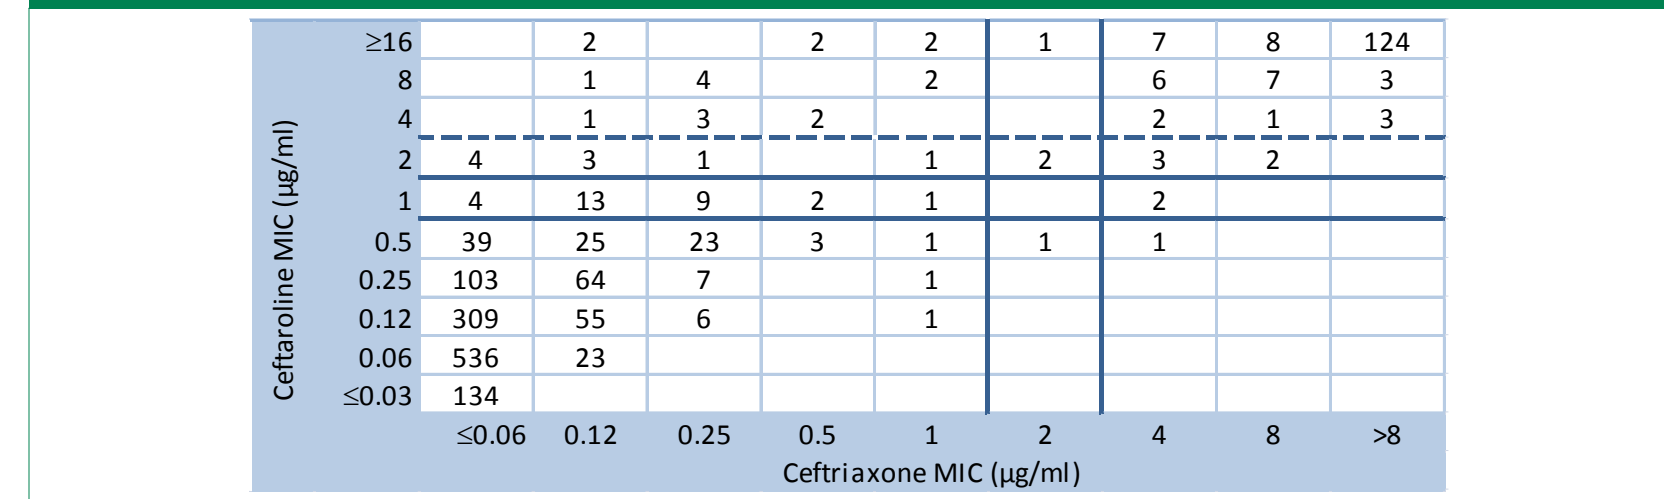 ≥16 2 2 2 1 7 8 124
8 1 4 2 6 7 3
4 1 3 2 2 1 3
2 4 3 1 1 2 3 2
1 4 13 9 2 1 2
0.5 39 25 23 3 1 1 1
0.25 103 64 7 1
0.12 309 55 6 1
0.06 536 23
≤0.03 134
≤0.06 0.12 0.25 0.5 1 2 4 8 >8
Ceftaroline MIC (µg/ml)
Ceftriaxone MIC (µg/ml)